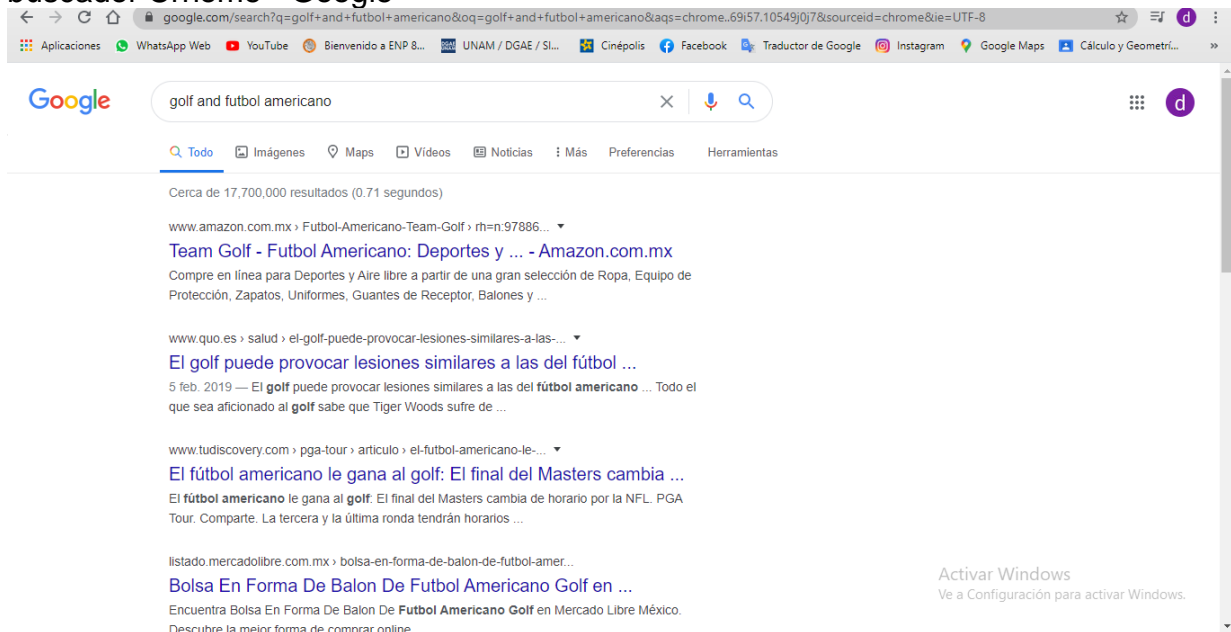 buscador Chrome - Google
google.com/search?q=golf+and+futbol+americano&oq=golf+and+futbol+americano&aqs=chrome..69i57.10549j0j7&sourceid=chrome&ie=UTF-8
d
Aplicaciones WhatsApp Web YouTube Bienvenido a ENP 8... UNAM / DGAE / SI... Cinépolis Facebook Traductor de Google Instagram Google Maps Cálculo y Geometrí... »
Google golf and futbol americano d
Todo Imágenes Maps Vídeos Noticias Más Preferencias Herramientas
Cerca de 17,700,000 resultados (0.71 segundos)
www.amazon.com.mx › Futbol-Americano-Team-Golf › rh=n:97886...
Team Golf - Futbol Americano: Deportes y ... - Amazon.com.mx
Compre en línea para Deportes y Aire libre a partir de una gran selección de Ropa, Equipo de
Protección, Zapatos, Uniformes, Guantes de Receptor, Balones y ...
www.quo.es › salud › el-golf-puede-provocar-lesiones-similares-a-las-...
El golf puede provocar lesiones similares a las del fútbol ...
5 feb. 2019 — El golf puede provocar lesiones similares a las del fútbol americano ... Todo el
que sea aficionado al golf sabe que Tiger Woods sufre de ...
www.tudiscovery.com › pga-tour › articulo › el-futbol-americano-le-...
El fútbol americano le gana al golf: El final del Masters cambia ...
El fútbol americano le gana al golf: El final del Masters cambia de horario por la NFL. PGA
Tour. Comparte. La tercera y la última ronda tendrán horarios ...
listado.mercadolibre.com.mx › bolsa-en-forma-de-balon-de-futbol-amer...
Bolsa En Forma De Balon De Futbol Americano Golf en ...
Encuentra Bolsa En Forma De Balon De Futbol Americano Golf en Mercado Libre México.
Descubre la mejor forma de comprar online.
Activar Windows
Ve a Configuración para activar Windows.